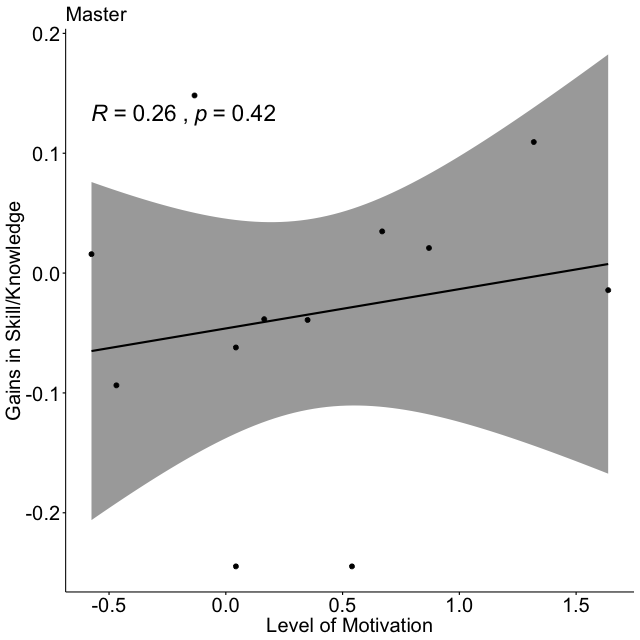 Master
0.2
R = 0.26 , p = 0.42
0.1
0.0
-0.1
-0.2
Gains in Skill/Knowledge
-0.5 0.0 0.5 1.0 1.5
Level of Motivation